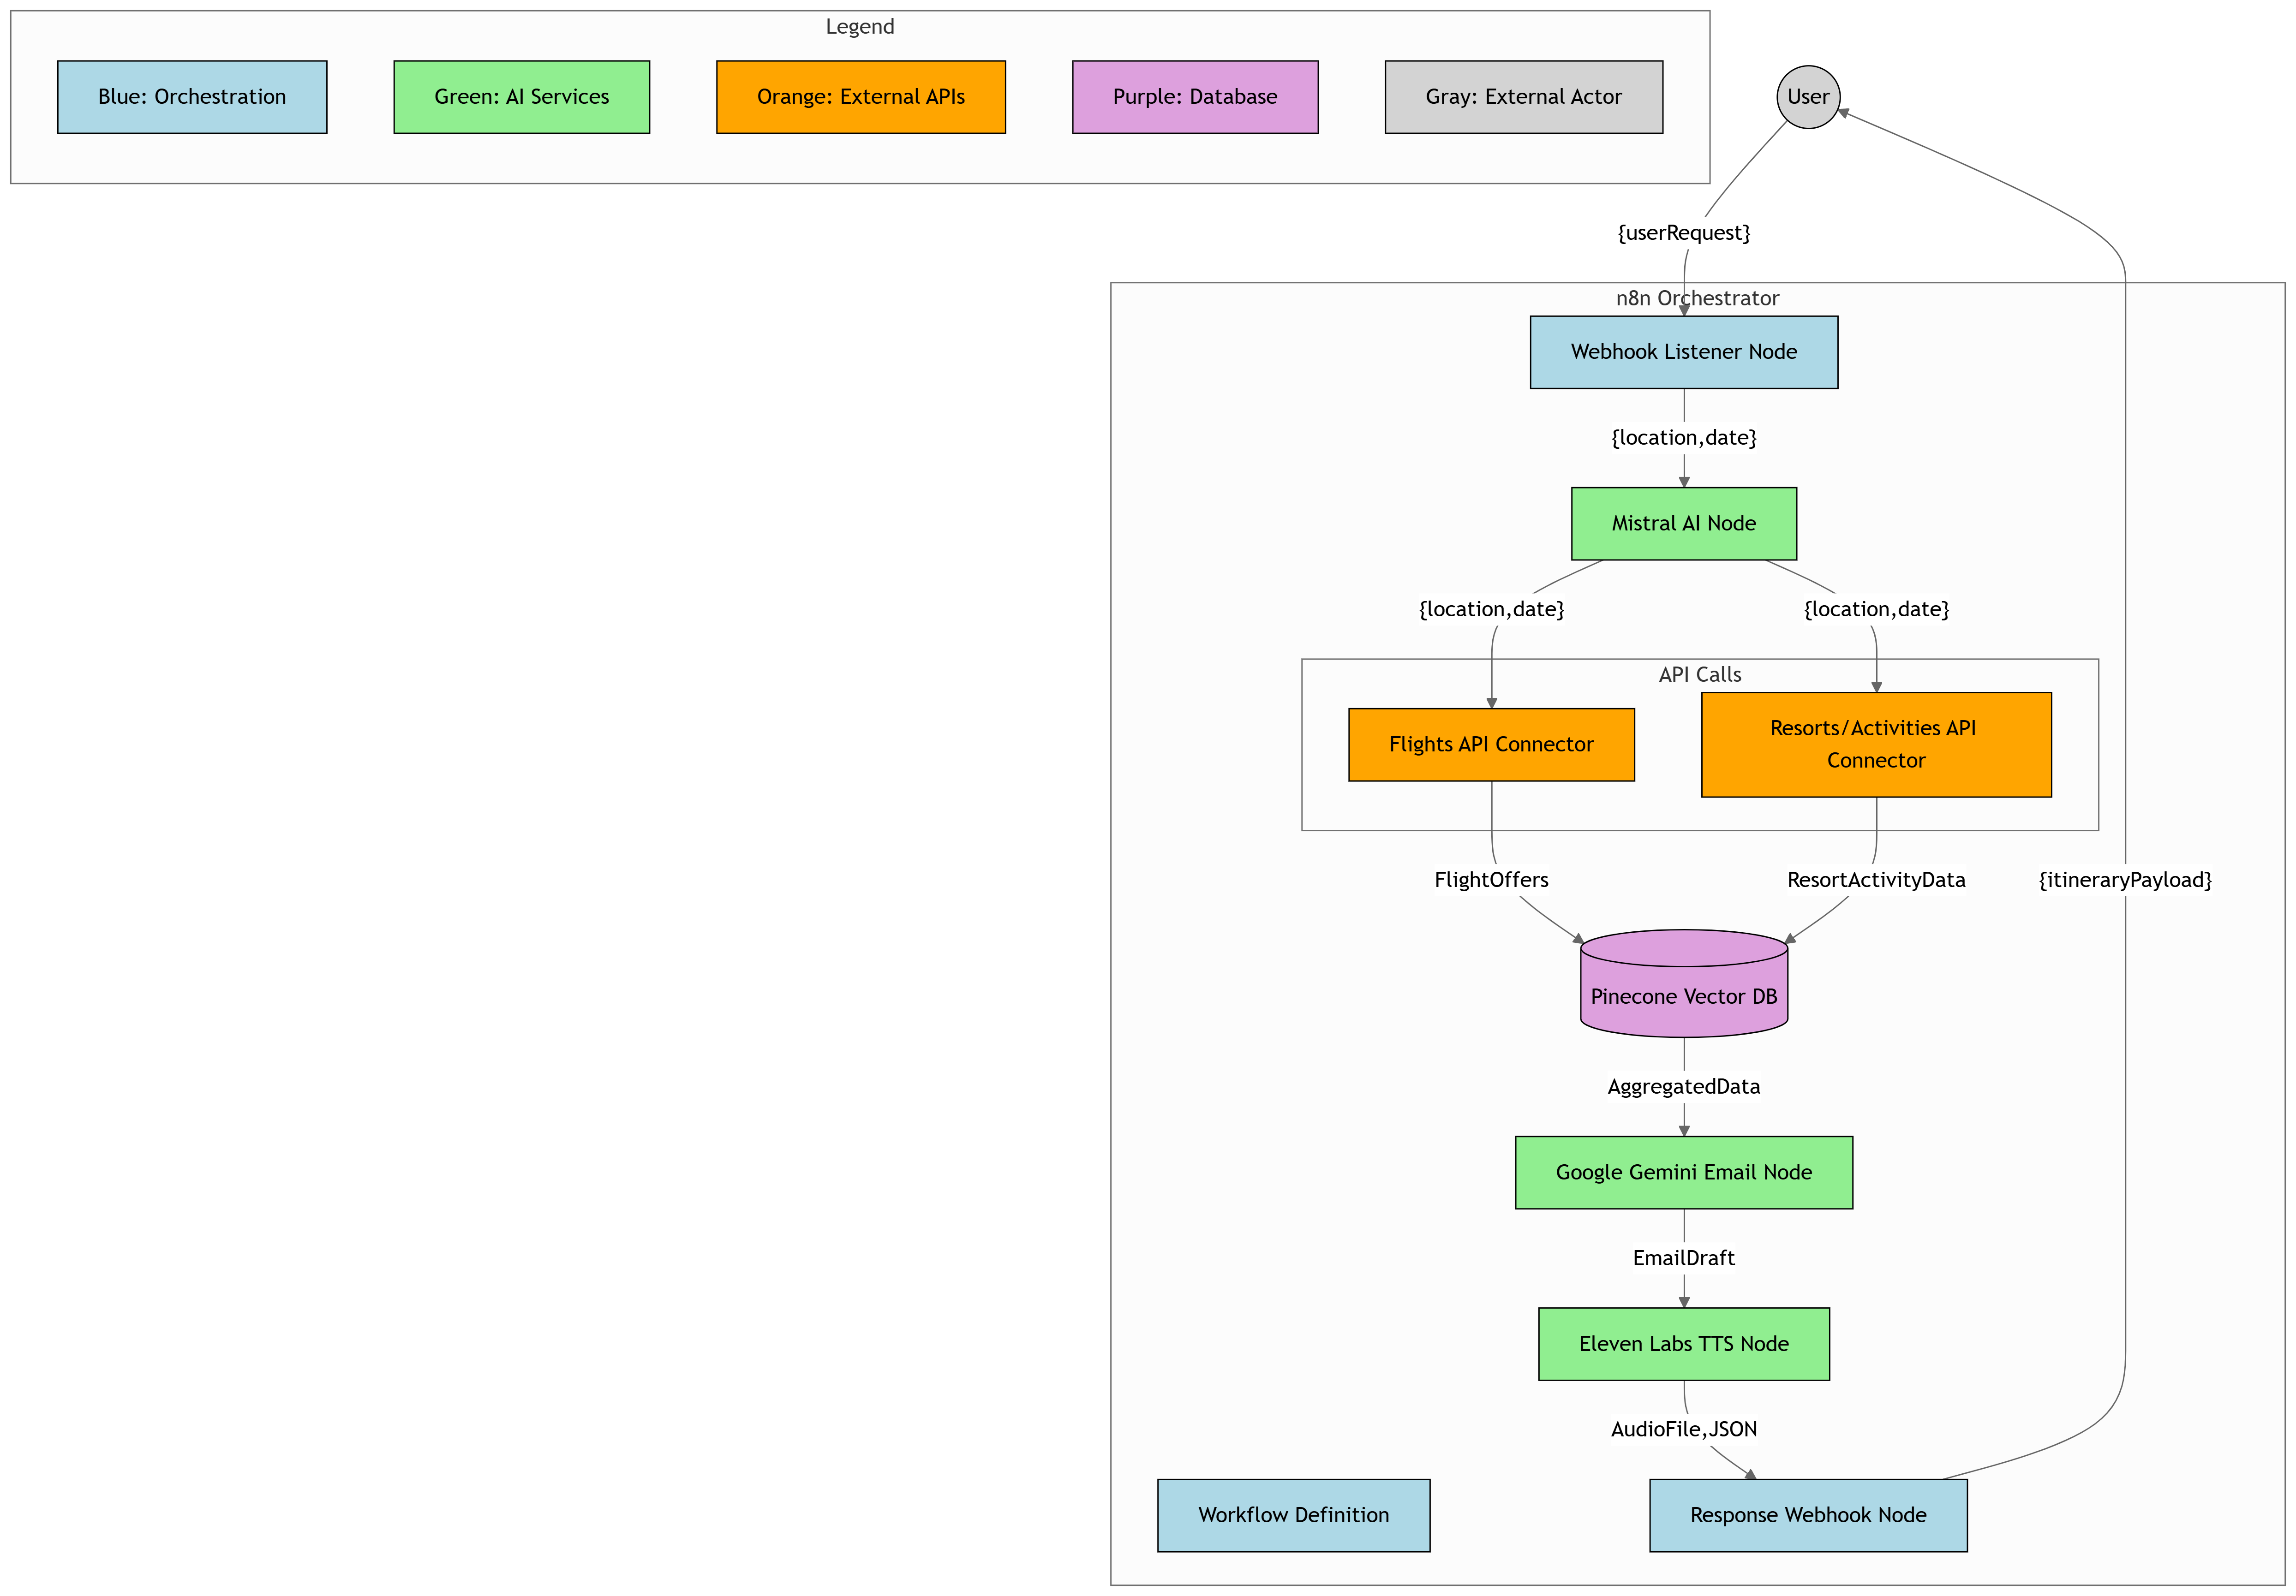 Legend
Blue: Orchestration
Green: AI Services
Orange: External APIs
Purple: Database
Gray: External Actor
User
{userRequest}
n8n Orchestrator
Webhook Listener Node
{location,date}
Mistral AI Node
{location,date}
{location,date}
API Calls
Flights API Connector
Resorts/Activities API
Connector
FlightOffers
ResortActivityData
{itineraryPayload}
Pinecone Vector DB
AggregatedData
Google Gemini Email Node
EmailDraft
Eleven Labs TTS Node
AudioFile,JSON
Workflow Definition
Response Webhook Node